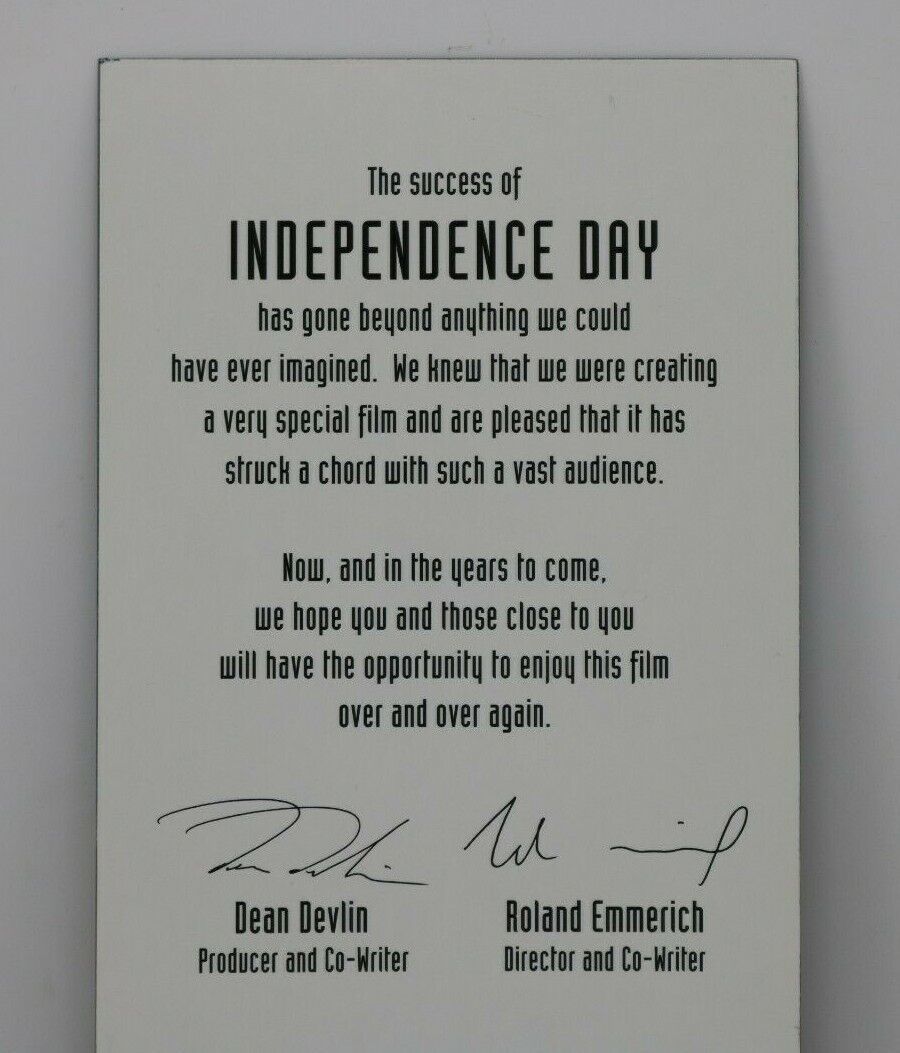 The success of
INDEPENDENCE DAY
has gone beyond anything we could
have ever imagined. We knew that we were creating
a very special film and are pleased that it has
struck a chord with such a vast audience.
Now, and in the years to come,
we hope you and those close to you
will have the opportunity to enjoy this film
over and over again.
Dean Devlin Roland Emmerich
Producer and Co-Writer Director and Co-Writer